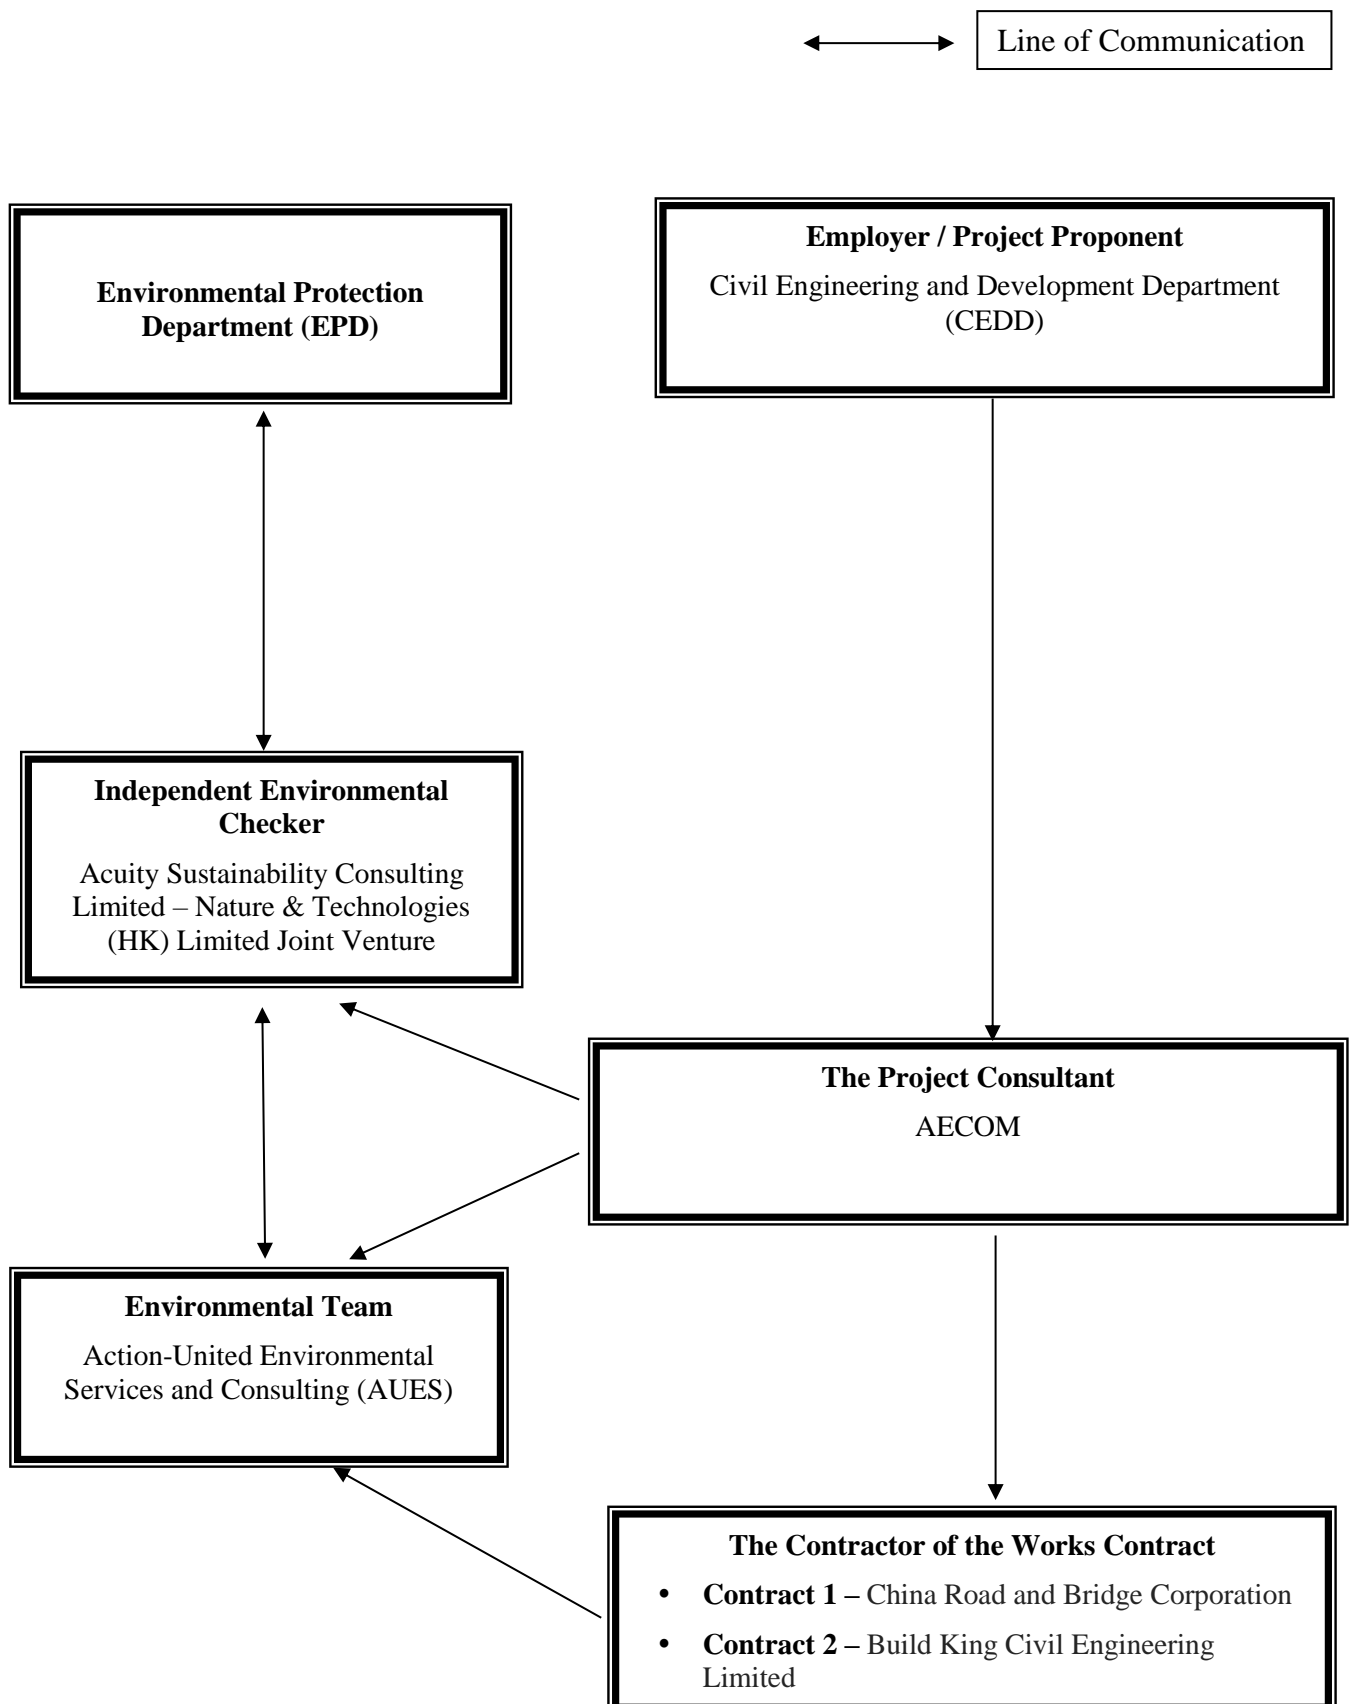 Line of Communication
Environmental Protection
Department (EPD)
Employer / Project Proponent
Civil Engineering and Development Department
(CEDD)
Independent Environmental
Checker
Acuity Sustainability Consulting
Limited – Nature & Technologies
(HK) Limited Joint Venture
The Project Consultant
AECOM
Environmental Team
Action-United Environmental
Services and Consulting (AUES)
The Contractor of the Works Contract
• Contract 1 – China Road and Bridge Corporation
• Contract 2 – Build King Civil Engineering
Limited